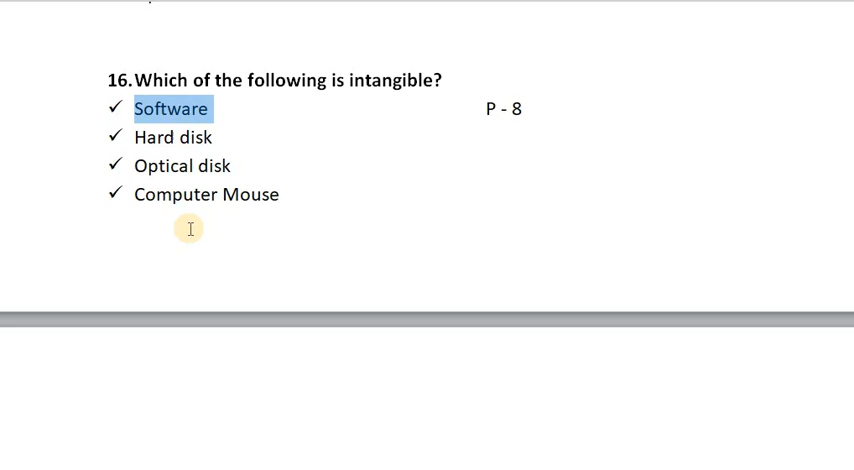 16. Which of the following is intangible?
✓ Software P - 8
✓ Hard disk
✓ Optical disk
✓ Computer Mouse